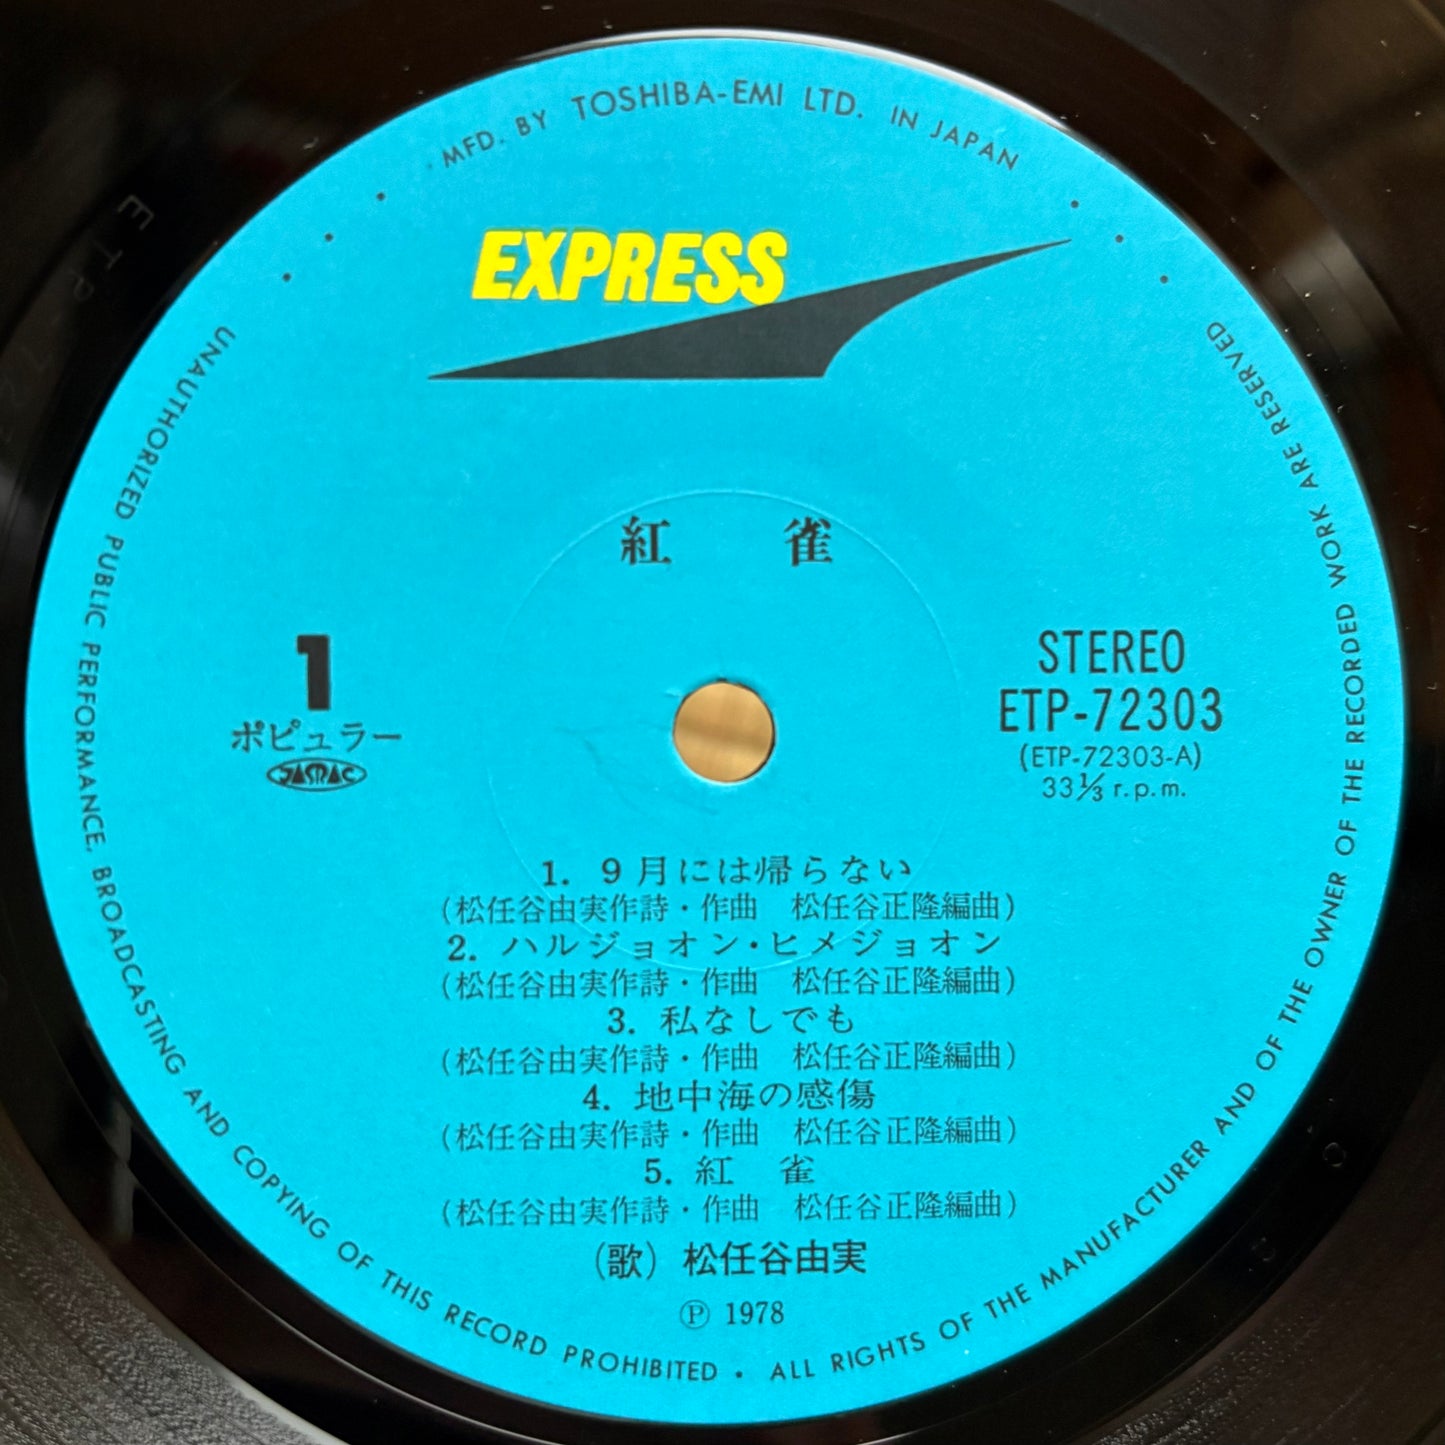 MFD. BY TOSHIBA-EMI LTD. IN JAPAN
EXPRESS
紅 雀
1
ポピュラー
JASRAC
STEREO
ETP-72303
(ETP-72303-A)
33⅓ r.p.m.
1. 9月には帰らない
(松任谷由実作詩・作曲 松任谷正隆編曲)
2. ハルジョオン・ヒメジョオン
(松任谷由実作詩・作曲 松任谷正隆編曲)
3. 私なしでも
(松任谷由実作詩・作曲 松任谷正隆編曲)
4. 地中海の感傷
(松任谷由実作詩・作曲 松任谷正隆編曲)
5. 紅 雀
(松任谷由実作詩・作曲 松任谷正隆編曲)
(歌) 松任谷由実
Ⓟ 1978
UNAUTHORIZED PUBLIC PERFORMANCE, BROADCASTING AND COPYING OF THIS RECORD PROHIBITED • ALL RIGHTS OF THE MANUFACTURER AND OF THE OWNER OF THE RECORDED WORK ARE RESERVED